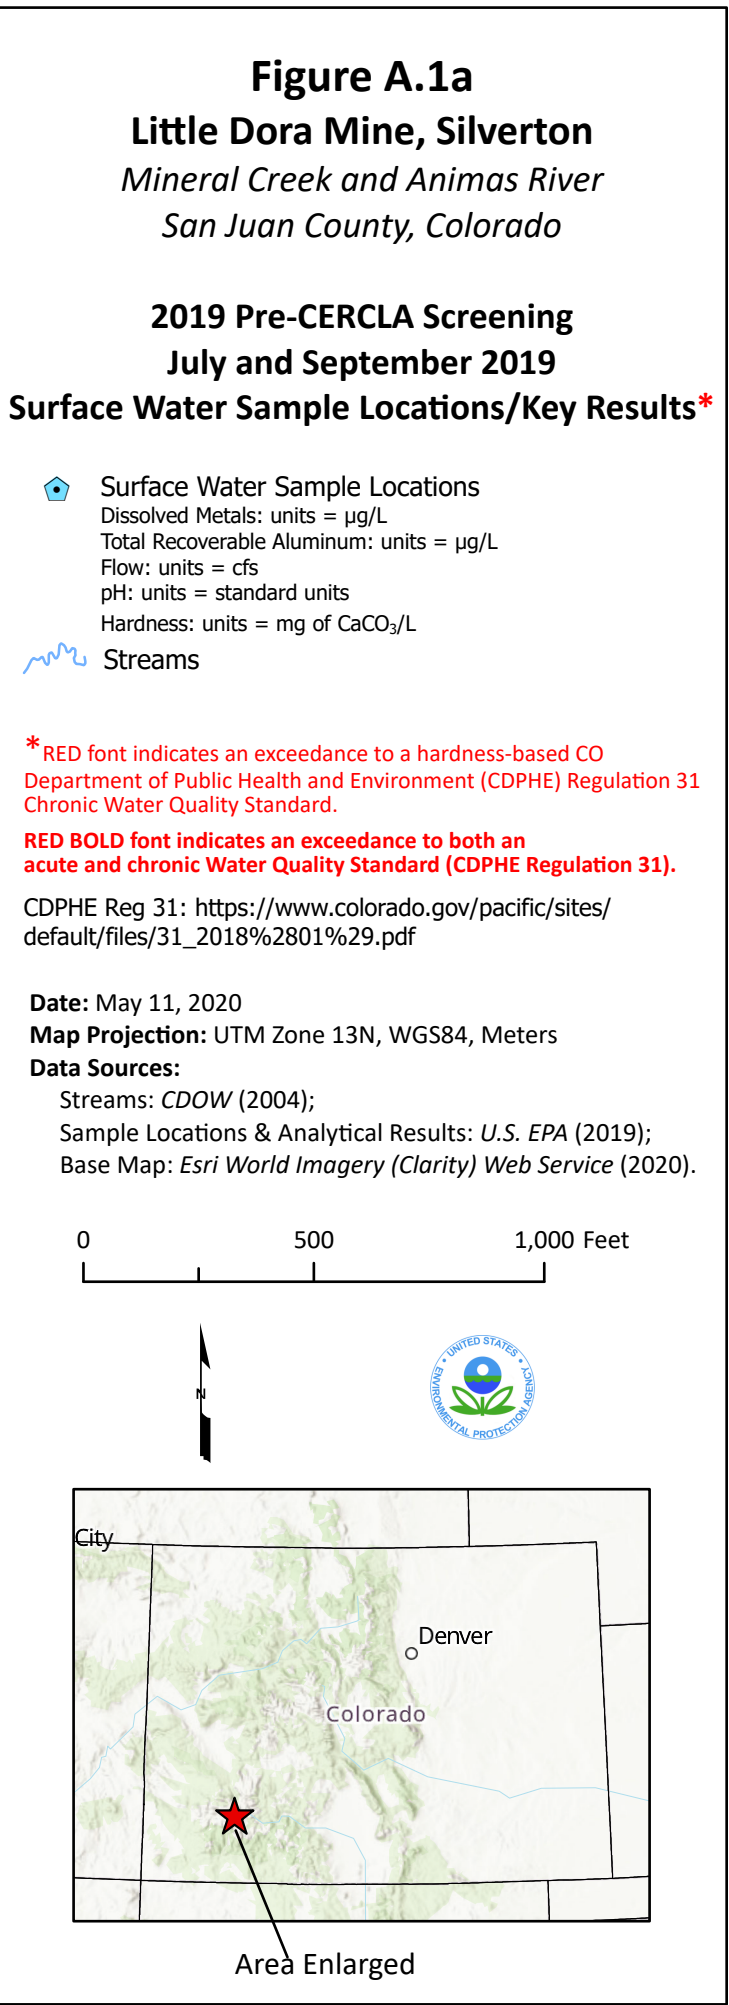 Figure A.1a
Little Dora Mine, Silverton
Mineral Creek and Animas River
San Juan County, Colorado
2019 Pre-CERCLA Screening
July and September 2019
Surface Water Sample Locations/Key Results*
Surface Water Sample Locations
Dissolved Metals: units = µg/L
Total Recoverable Aluminum: units = µg/L
Flow: units = cfs
pH: units = standard units
Hardness: units = mg of CaCO₃/L
Streams
*RED font indicates an exceedance to a hardness-based CO
Department of Public Health and Environment (CDPHE) Regulation 31
Chronic Water Quality Standard.
RED BOLD font indicates an exceedance to both an
acute and chronic Water Quality Standard (CDPHE Regulation 31).
CDPHE Reg 31: https://www.colorado.gov/pacific/sites/
default/files/31_2018%2801%29.pdf
Date: May 11, 2020
Map Projection: UTM Zone 13N, WGS84, Meters
Data Sources:
Streams: CDOW (2004);
Sample Locations & Analytical Results: U.S. EPA (2019);
Base Map: Esri World Imagery (Clarity) Web Service (2020).
0 500 1,000 Feet
N
UNITED STATES
ENVIRONMENTAL PROTECTION AGENCY
City
Denver
Colorado
Area Enlarged